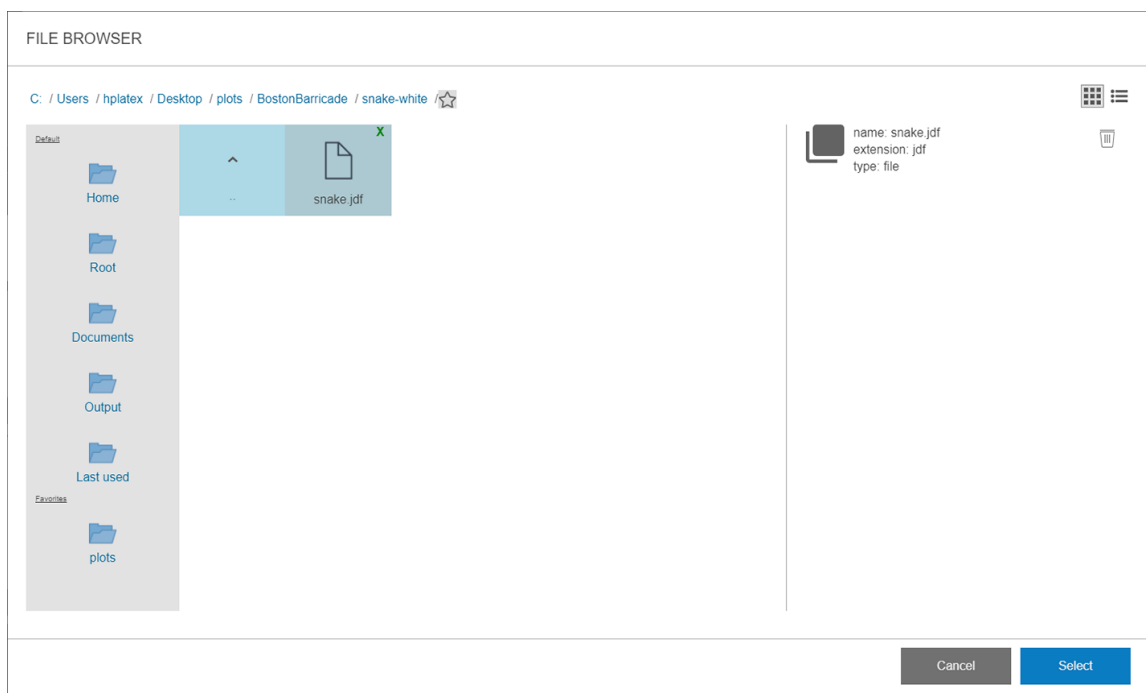 FILE BROWSER
C: / Users / hplatex / Desktop / plots / BostonBarricade / snake-white /
Default
Home
Root
Documents
Output
Last used
Favorites
plots
..
X
snake.jdf
name: snake.jdf
extension: jdf
type: file
Cancel
Select